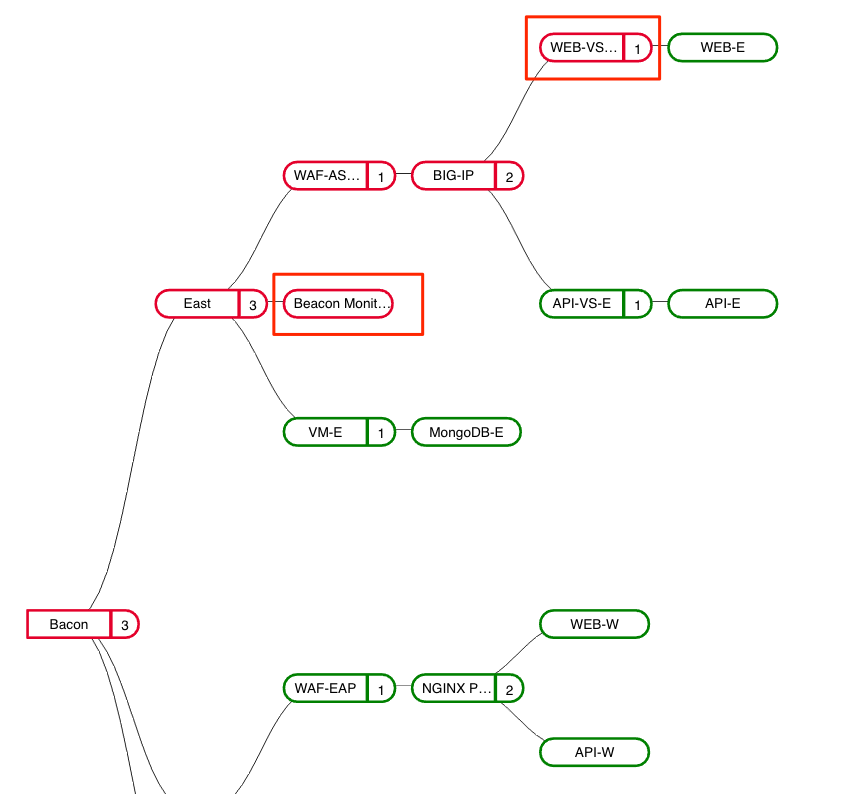 WEB-VS... 1
WEB-E
WAF-AS... 1
BIG-IP 2
East 3
Beacon Monit...
API-VS-E 1
API-E
VM-E 1
MongoDB-E
Bacon 3
WEB-W
WAF-EAP 1
NGINX P... 2
API-W